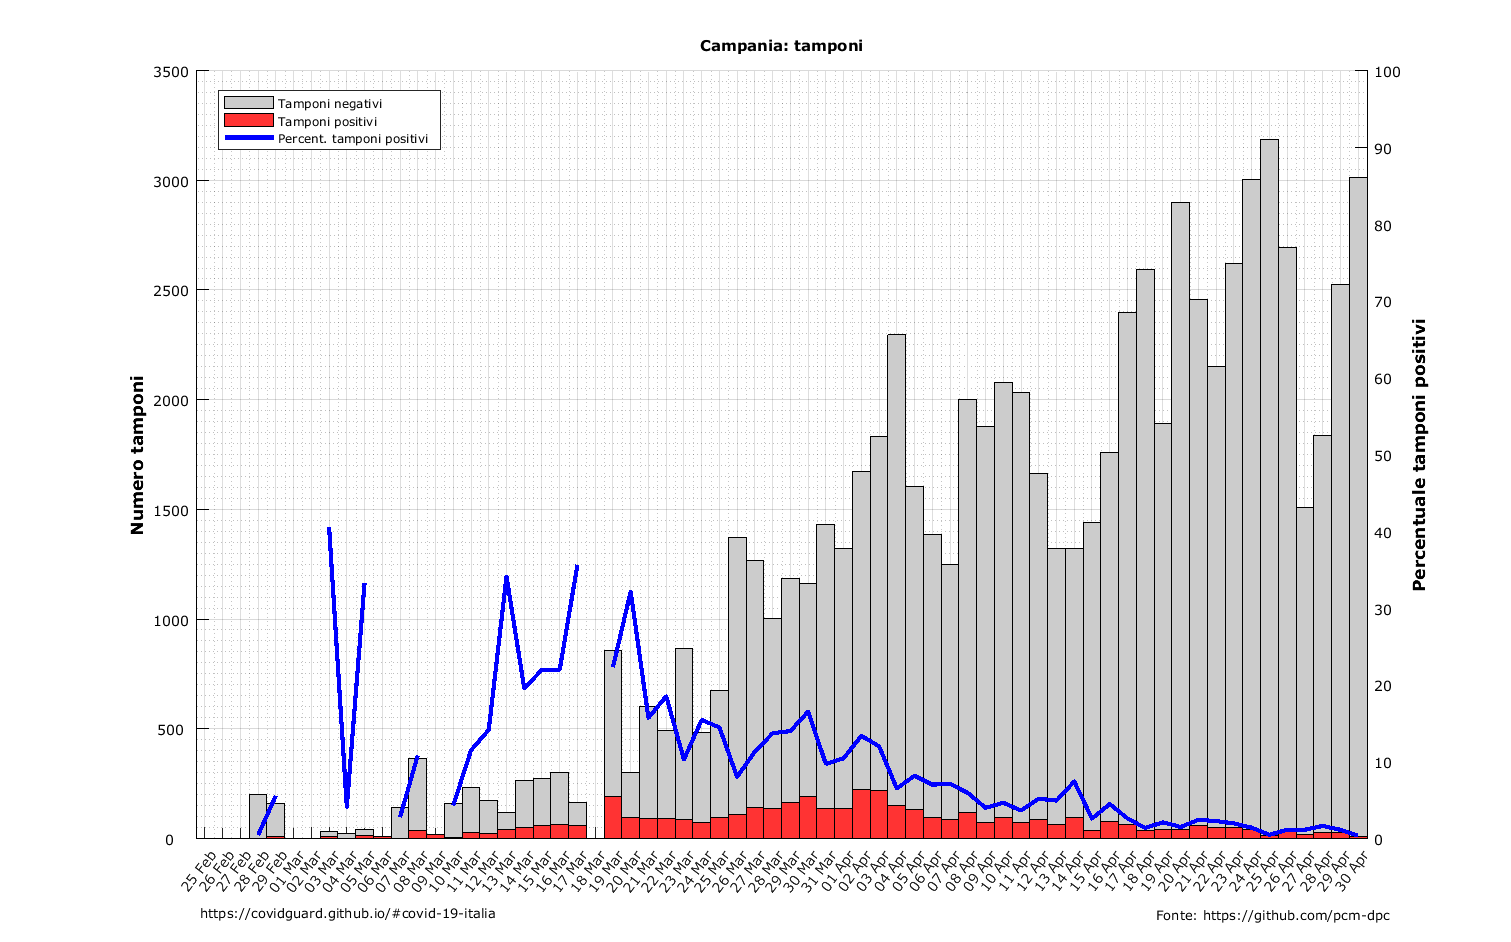 Campania: tamponi
3500
3000
2500
2000
1500
1000
500
0
Numero tamponi
Tamponi negativi
Tamponi positivi
Percent. tamponi positivi
100
90
80
70
60
50
40
30
20
10
0
Percentuale tamponi positivi
25 Feb
26 Feb
27 Feb
28 Feb
29 Feb
01 Mar
02 Mar
03 Mar
04 Mar
05 Mar
06 Mar
07 Mar
08 Mar
09 Mar
10 Mar
11 Mar
12 Mar
13 Mar
14 Mar
15 Mar
16 Mar
17 Mar
18 Mar
19 Mar
20 Mar
21 Mar
22 Mar
23 Mar
24 Mar
25 Mar
26 Mar
27 Mar
28 Mar
29 Mar
30 Mar
31 Mar
01 Apr
02 Apr
03 Apr
04 Apr
05 Apr
06 Apr
07 Apr
08 Apr
09 Apr
10 Apr
11 Apr
12 Apr
13 Apr
14 Apr
15 Apr
16 Apr
17 Apr
18 Apr
19 Apr
20 Apr
21 Apr
22 Apr
23 Apr
24 Apr
25 Apr
26 Apr
27 Apr
28 Apr
29 Apr
30 Apr
https://covidguard.github.io/#covid-19-italia
Fonte: https://github.com/pcm-dpc